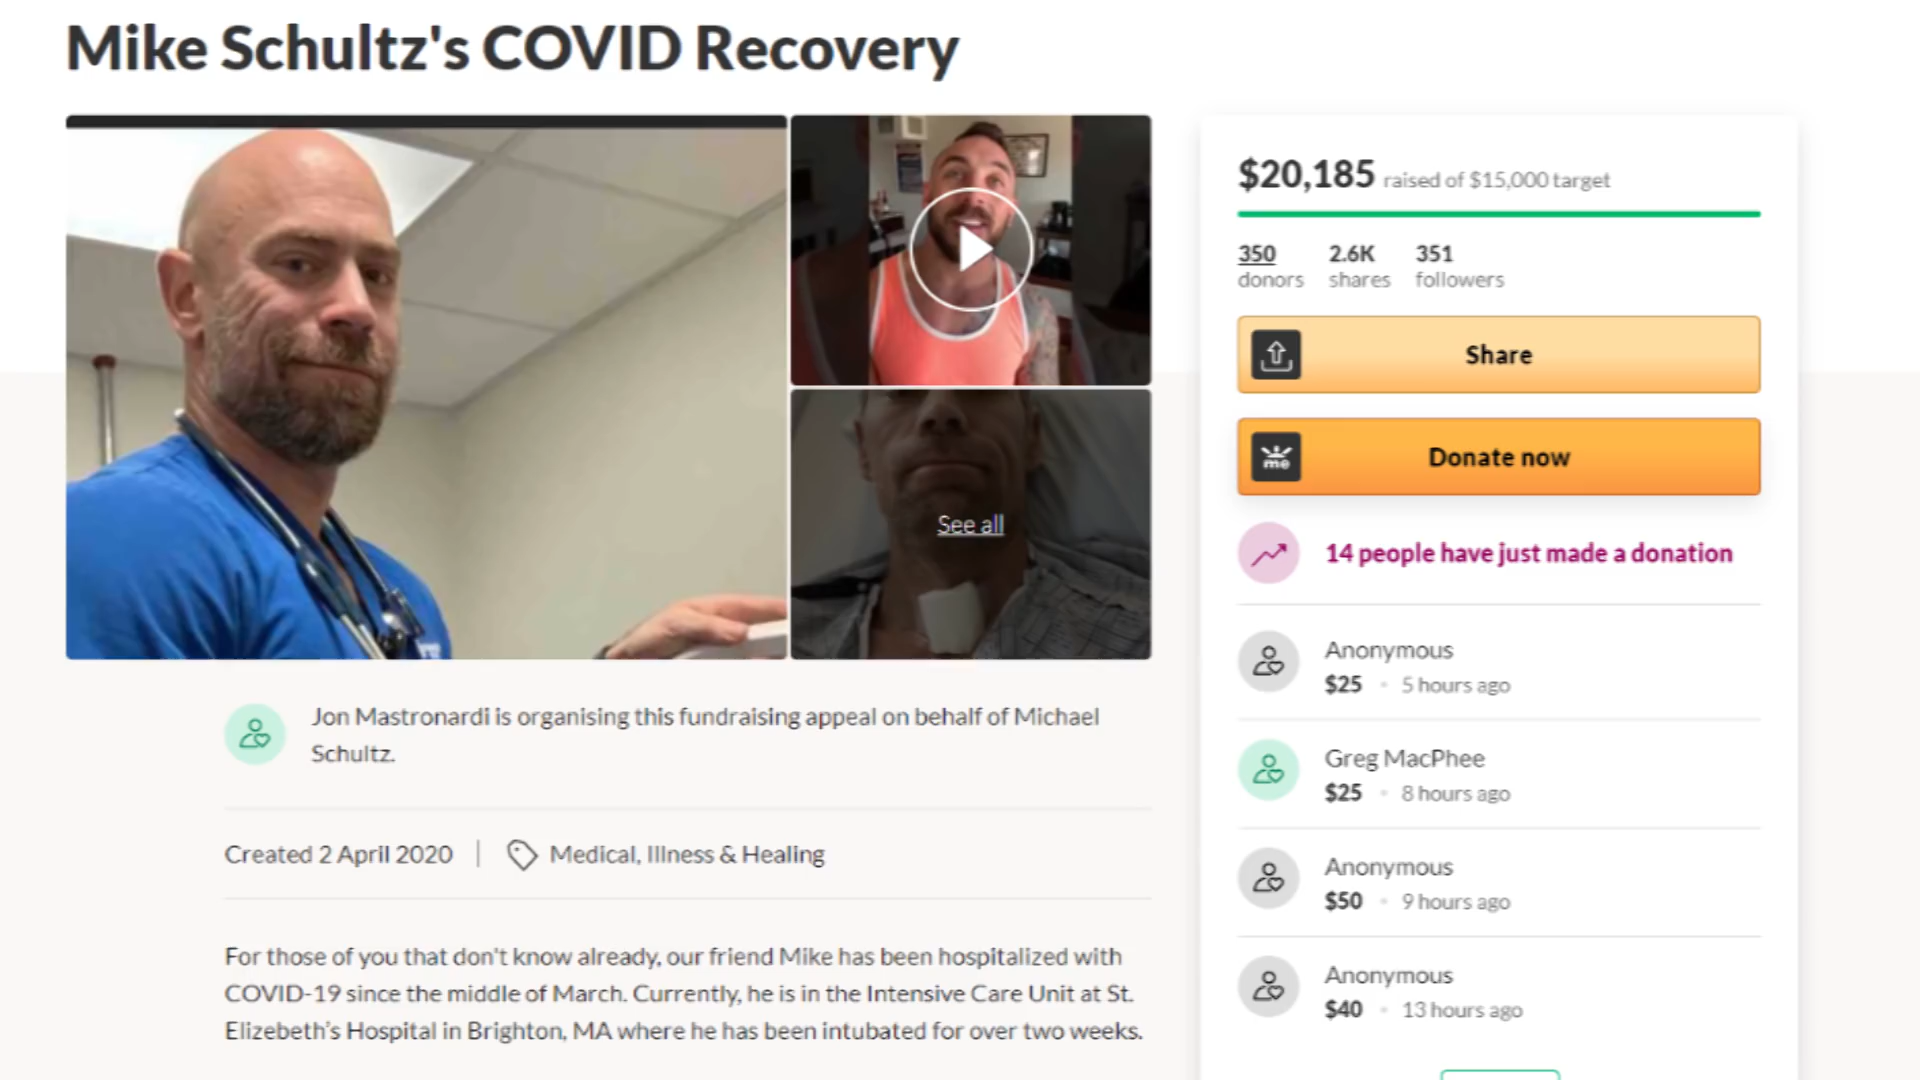 Mike Schultz's COVID Recovery
See all
Jon Mastronardi is organising this fundraising appeal on behalf of Michael
Schultz.
Created 2 April 2020 | Medical, Illness & Healing
For those of you that don't know already, our friend Mike has been hospitalized with
COVID-19 since the middle of March. Currently, he is in the Intensive Care Unit at St.
Elizebeth's Hospital in Brighton, MA where he has been intubated for over two weeks.
$20,185 raised of $15,000 target
350 2.6K 351
donors shares followers
Share
me Donate now
14 people have just made a donation
Anonymous
$25 • 5 hours ago
Greg MacPhee
$25 • 8 hours ago
Anonymous
$50 • 9 hours ago
Anonymous
$40 • 13 hours ago